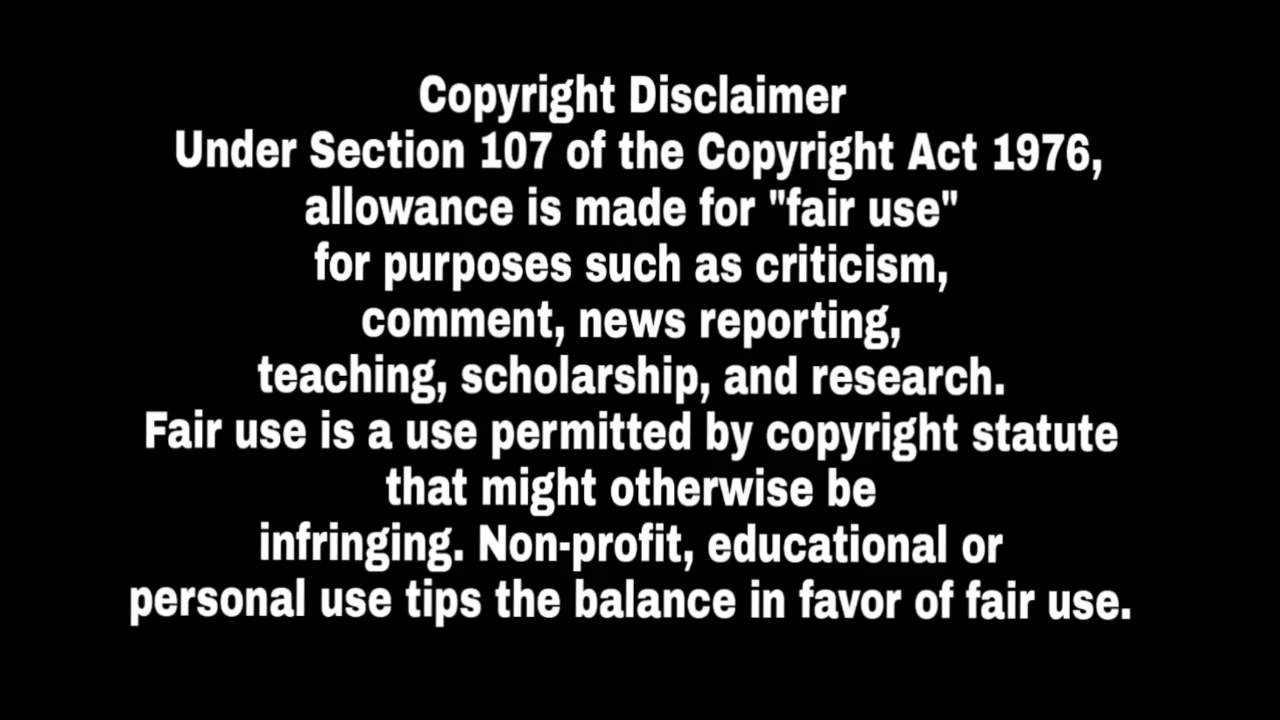 Copyright Disclaimer
Under Section 107 of the Copyright Act 1976,
allowance is made for "fair use"
for purposes such as criticism,
comment, news reporting,
teaching, scholarship, and research.
Fair use is a use permitted by copyright statute
that might otherwise be
infringing. Non-profit, educational or
personal use tips the balance in favor of fair use.